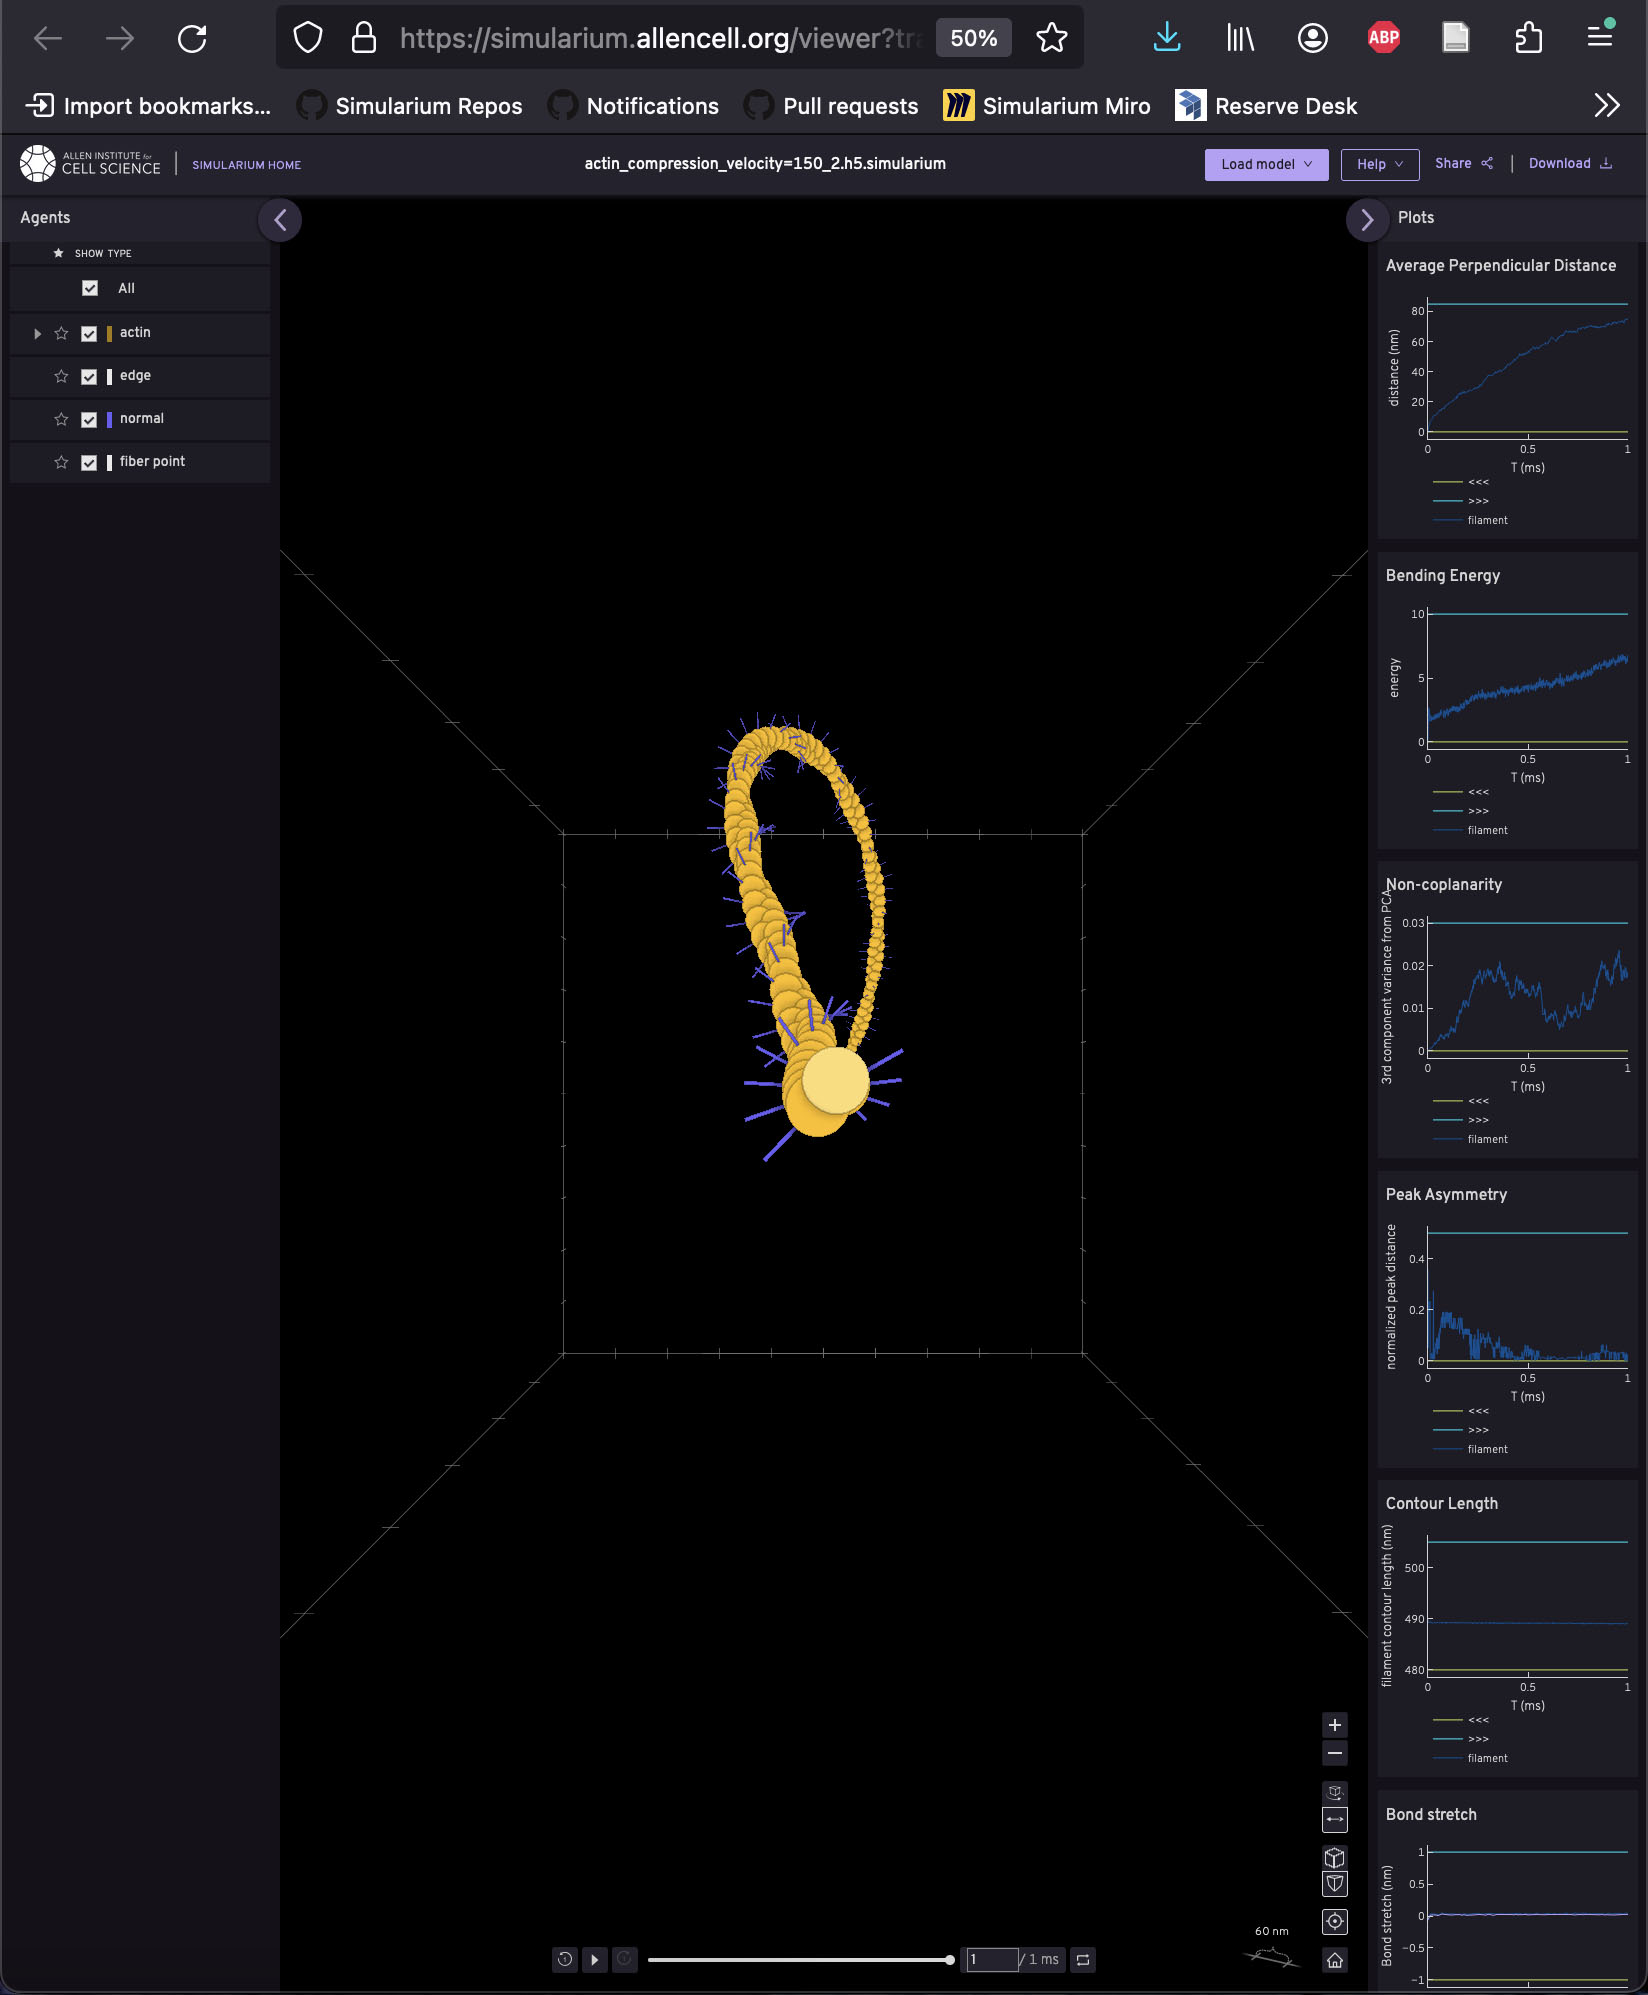 https://simularium.allencell.org/viewer?tra
50%
ABP
Import bookmarks...
Simularium Repos
Notifications
Pull requests
Simularium Miro
Reserve Desk
ALLEN INSTITUTE for
CELL SCIENCE
SIMULARIUM HOME
actin_compression_velocity=150_2.h5.simularium
Load model
Help
Share
Download
Agents
SHOW TYPE
All
actin
edge
normal
fiber point
Plots
Average Perpendicular Distance
distance (nm)
80
60
40
20
0
0
0.5
1
T (ms)
<<<
>>>
filament
Bending Energy
energy
10
5
0
0
0.5
1
T (ms)
<<<
>>>
filament
Non-coplanarity
3rd component variance from PCA
0.03
0.02
0.01
0
0
0.5
1
T (ms)
<<<
>>>
filament
Peak Asymmetry
normalized peak distance
0.4
0.2
0
0
0.5
1
T (ms)
<<<
>>>
filament
Contour Length
filament contour length (nm)
500
490
480
0
0.5
1
T (ms)
<<<
>>>
filament
Bond stretch
Bond stretch (nm)
1
0.5
0
−0.5
−1
60 nm
1
/ 1 ms